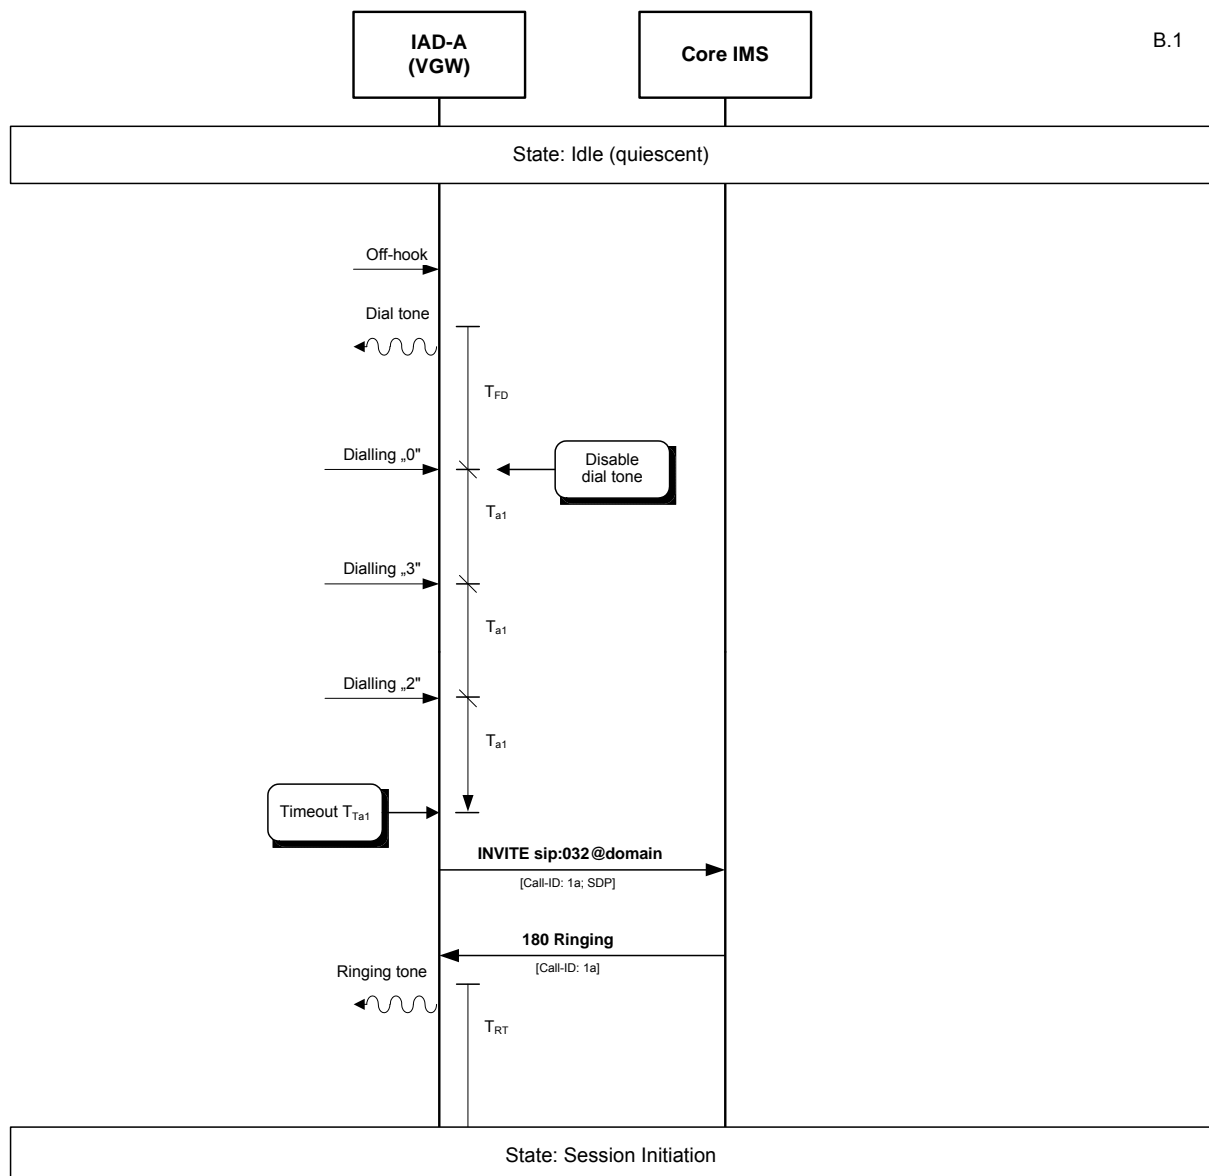 IAD-A
(VGW)
Core IMS
B.1
State: Idle (quiescent)
Off-hook
Dial tone
TFD
Dialling „0"
Disable
dial tone
Ta1
Dialling „3"
Ta1
Dialling „2"
Ta1
Timeout TTa1
INVITE sip:032@domain
[Call-ID: 1a; SDP]
180 Ringing
[Call-ID: 1a]
Ringing tone
TRT
State: Session Initiation